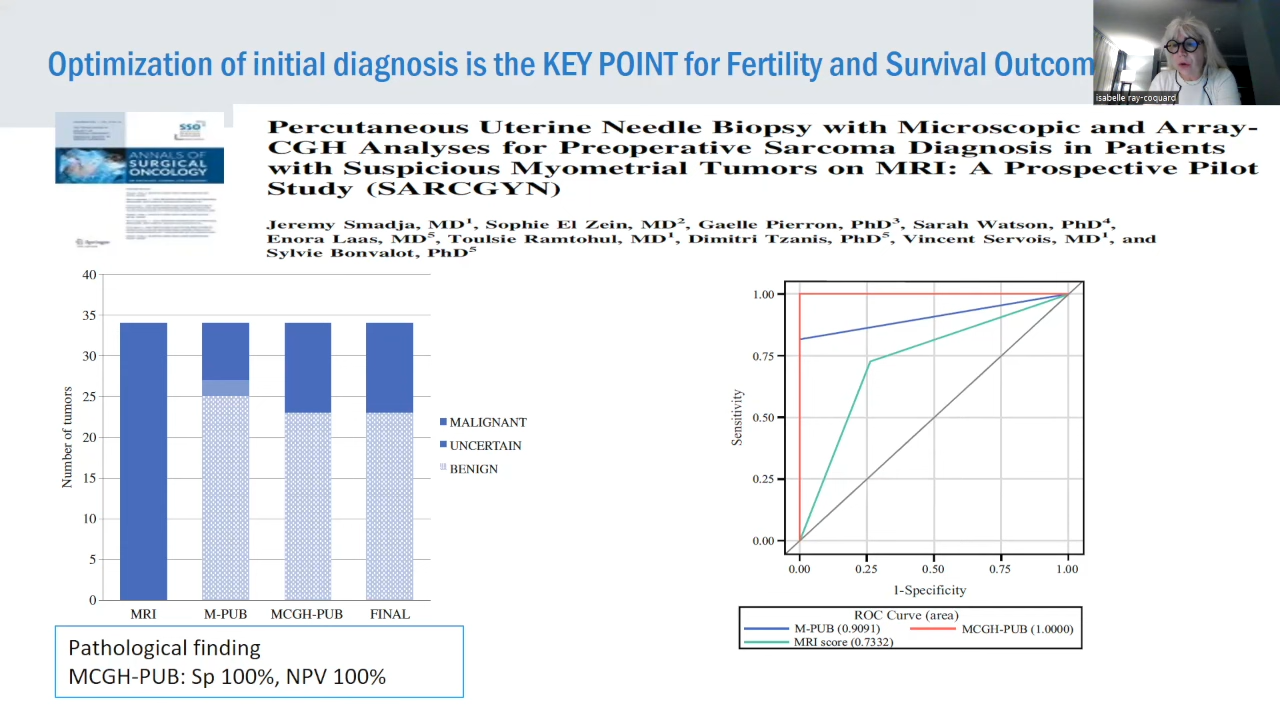 Optimization of initial diagnosis is the KEY POINT for Fertility and Survival Outcom
isabelle ray-coquard
SSO
ANNALS OF
SURGICAL
ONCOLOGY
Springer
Percutaneous Uterine Needle Biopsy with Microscopic and Array-
CGH Analyses for Preoperative Sarcoma Diagnosis in Patients
with Suspicious Myometrial Tumors on MRI: A Prospective Pilot
Study (SARCGYN)
Jeremy Smadja, MD1, Sophie El Zein, MD2, Gaelle Pierron, PhD3, Sarah Watson, PhD4,
Enora Laas, MD5, Toulsie Ramtohul, MD1, Dimitri Tzanis, PhD5, Vincent Servois, MD1, and
Sylvie Bonvalot, PhD5
Number of tumors
40
35
30
25
20
15
10
5
0
MRI M-PUB MCGH-PUB FINAL
MALIGNANT
UNCERTAIN
BENIGN
Pathological finding
MCGH-PUB: Sp 100%, NPV 100%
Sensitivity
1.00
0.75
0.50
0.25
0.00
0.00 0.25 0.50 0.75 1.00
1-Specificity
ROC Curve (area)
M-PUB (0.9091) MCGH-PUB (1.0000)
MRI score (0.7332)